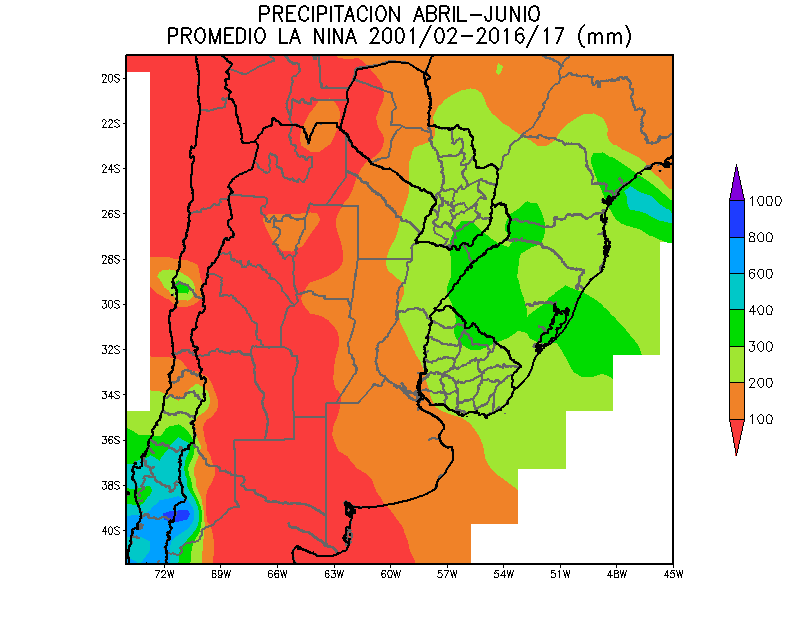 PRECIPITACION ABRIL-JUNIO
PROMEDIO LA NINA 2001/02-2016/17 (mm)
20S
22S
24S
26S
28S
30S
32S
34S
36S
38S
40S
72W 69W 66W 63W 60W 57W 54W 51W 48W 45W
1000
800
600
400
300
200
100